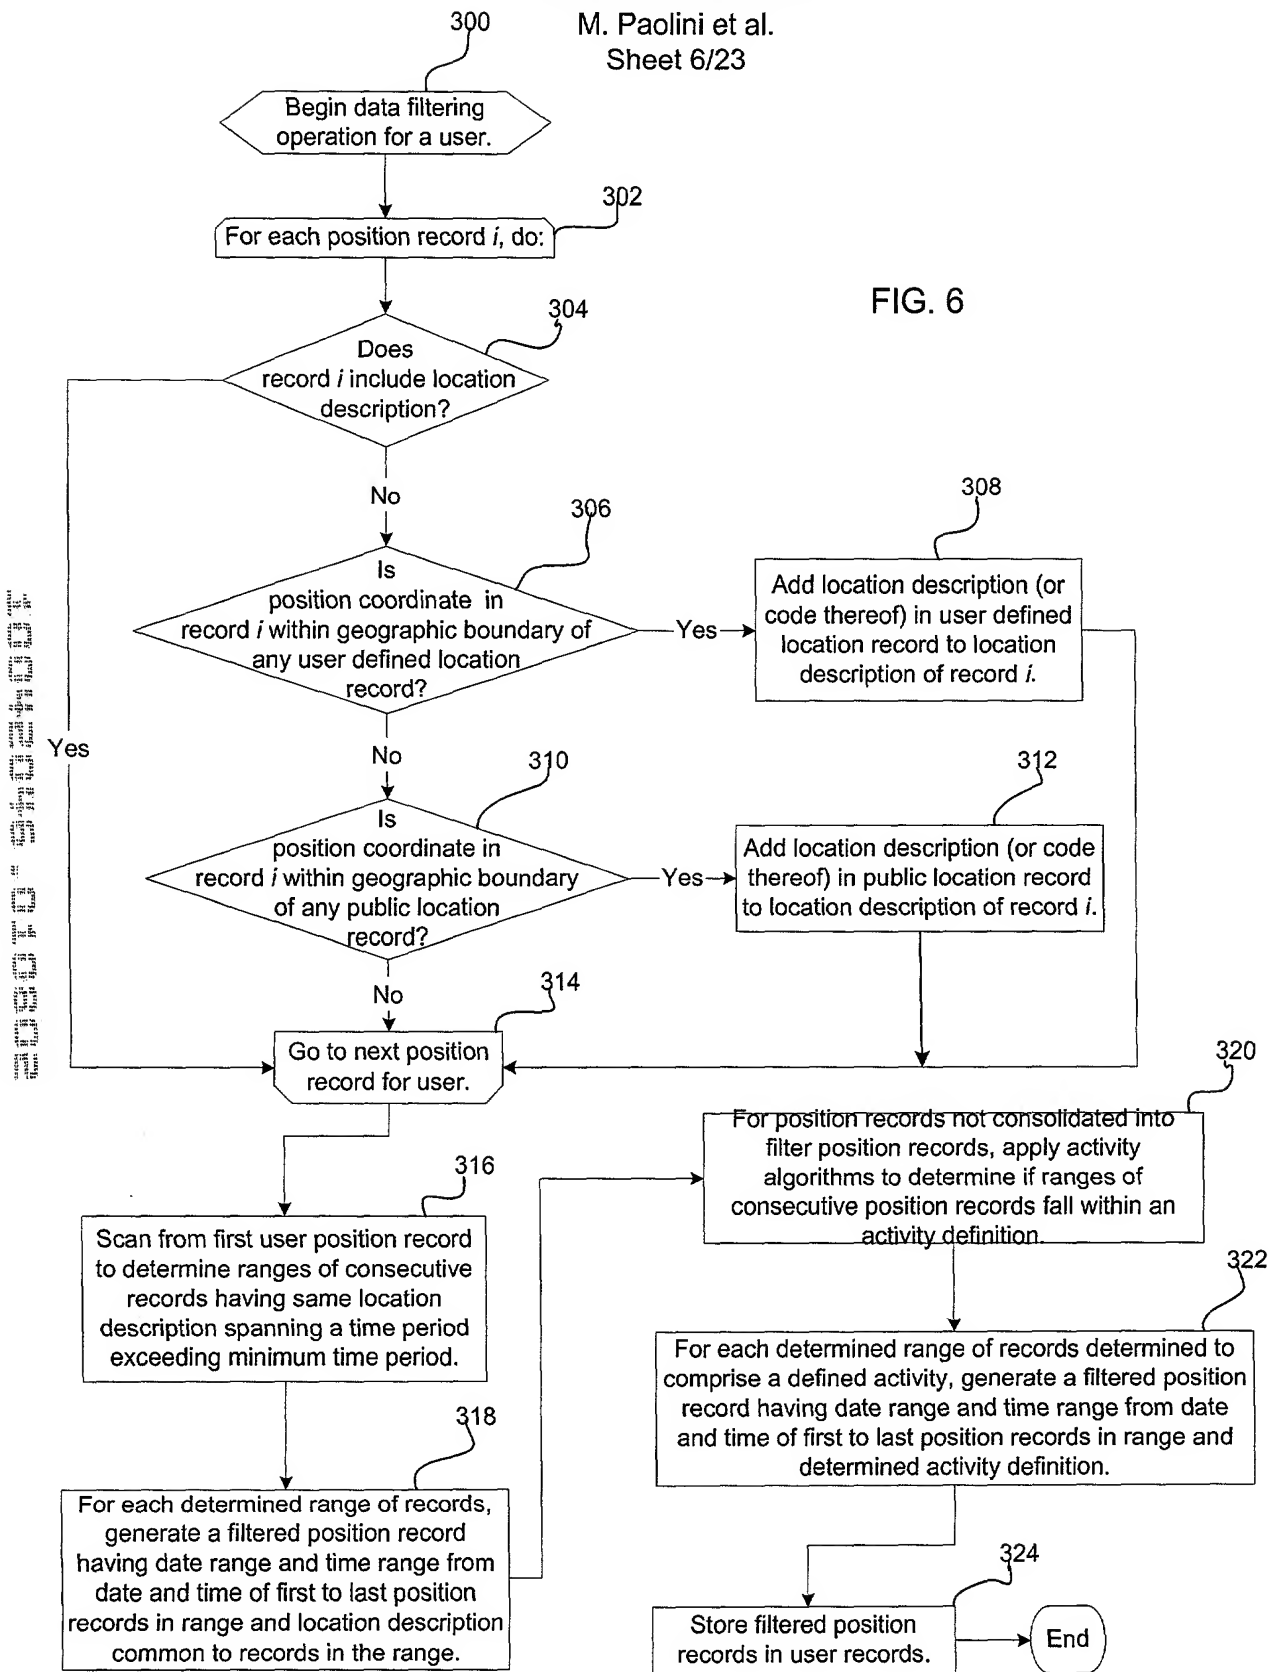 M. Paolini et al.
Sheet 6/23
300
Begin data filtering
operation for a user.
302
For each position record i, do:
FIG. 6
304
Does
record i include location
description?
No
306
Is
position coordinate in
record i within geographic boundary of
any user defined location
record?
Yes
308
Add location description (or
code thereof) in user defined
location record to location
description of record i.
Yes
No
310
Is
position coordinate in
record i within geographic boundary
of any public location
record?
Yes
312
Add location description (or code
thereof) in public location record
to location description of record i.
No
314
Go to next position
record for user.
316
Scan from first user position record
to determine ranges of consecutive
records having same location
description spanning a time period
exceeding minimum time period.
318
For each determined range of records,
generate a filtered position record
having date range and time range from
date and time of first to last position
records in range and location description
common to records in the range.
320
For position records not consolidated into
filter position records, apply activity
algorithms to determine if ranges of
consecutive position records fall within an
activity definition.
322
For each determined range of records determined to
comprise a defined activity, generate a filtered position
record having date range and time range from date
and time of first to last position records in range and
determined activity definition.
324
Store filtered position
records in user records.
End